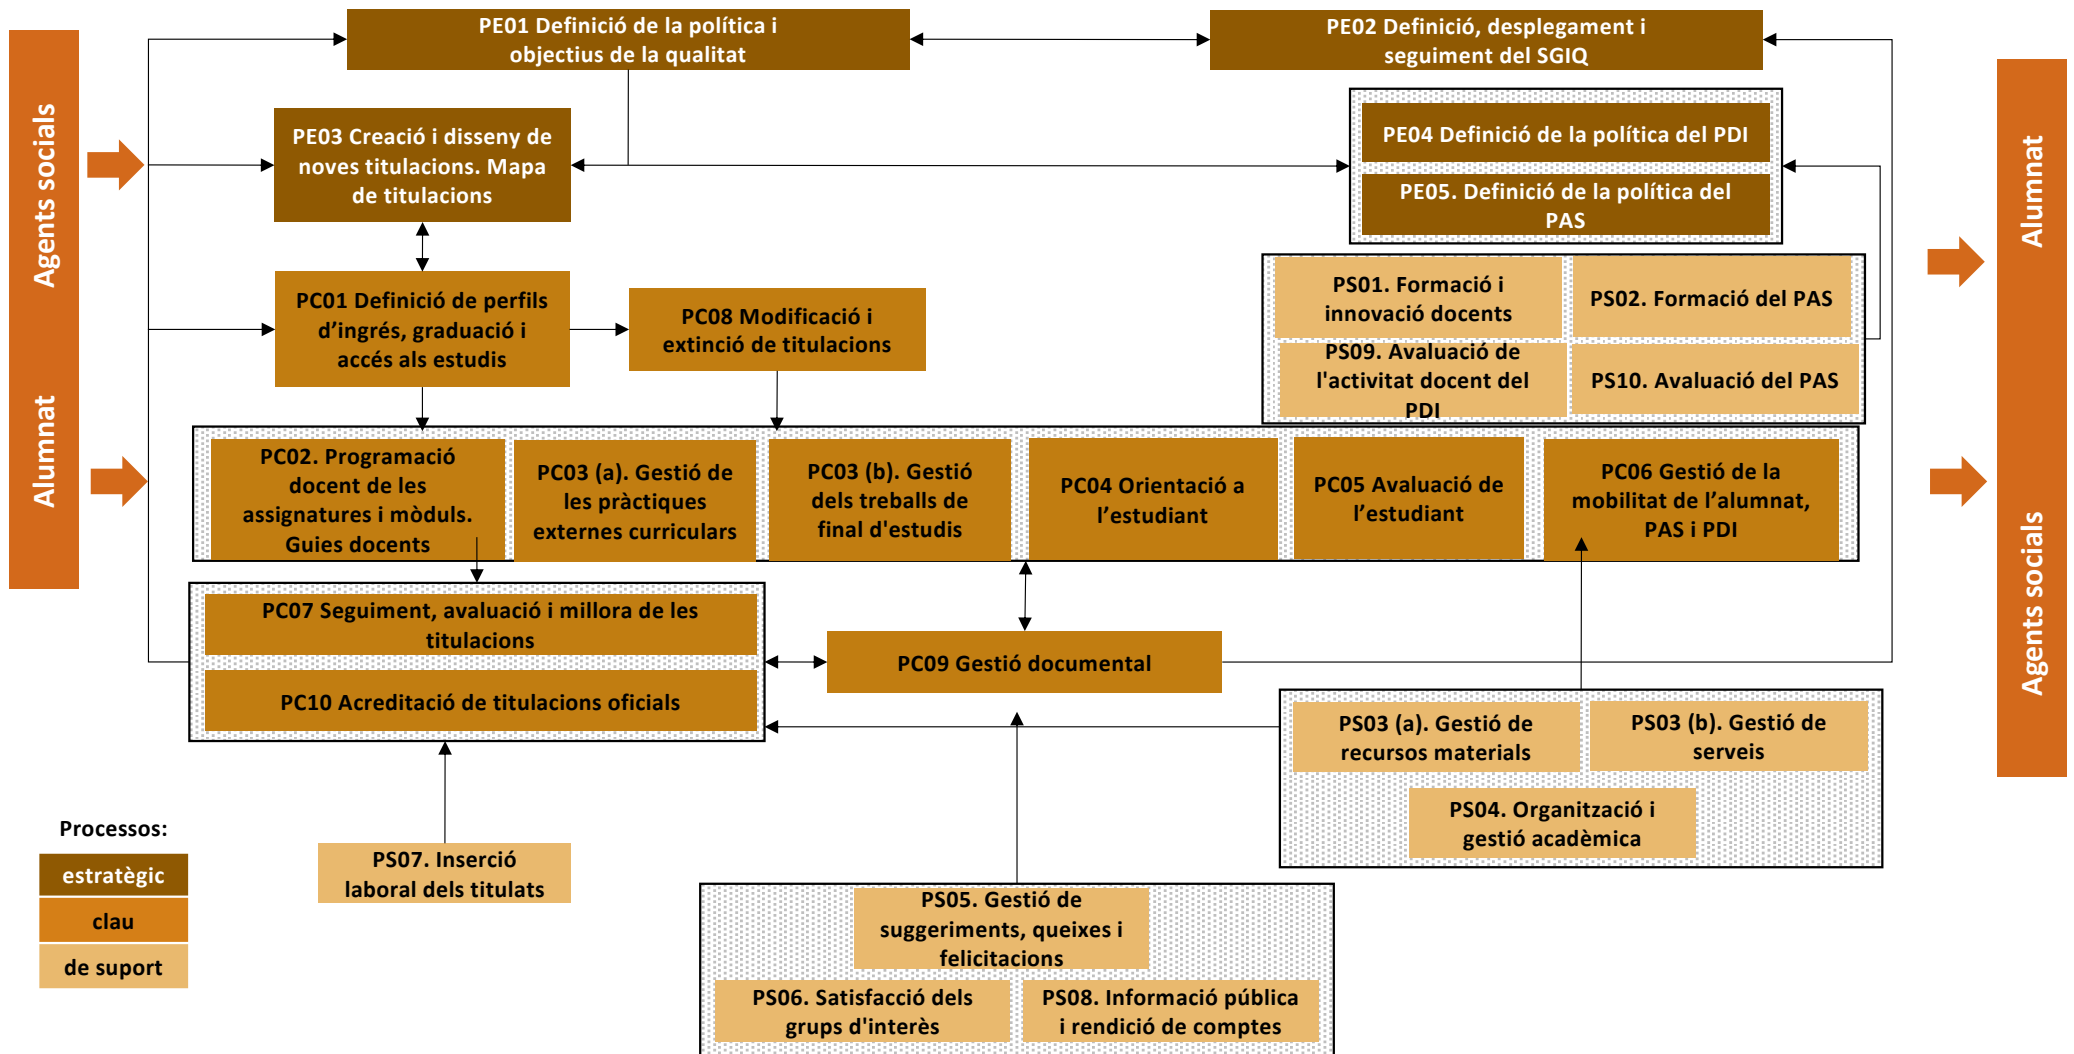 PE01 Definició de la política i
objectius de la qualitat
PE02 Definició, desplegament i
seguiment del SGIQ
Agents socials
Alumnat
PE03 Creació i disseny de
noves titulacions. Mapa
de titulacions
PE04 Definició de la política del PDI
PE05. Definició de la política del
PAS
Alumnat
Agents socials
PC01 Definició de perfils
d’ingrés, graduació i
accés als estudis
PC08 Modificació i
extinció de titulacions
PS01. Formació i
innovació docents
PS02. Formació del PAS
PS09. Avaluació de
l'activitat docent del
PDI
PS10. Avaluació del PAS
PC02. Programació
docent de les
assignatures i mòduls.
Guies docents
PC03 (a). Gestió de
les pràctiques
externes curriculars
PC03 (b). Gestió
dels treballs de
final d'estudis
PC04 Orientació a
l’estudiant
PC05 Avaluació de
l’estudiant
PC06 Gestió de la
mobilitat de l’alumnat,
PAS i PDI
PC07 Seguiment, avaluació i millora de les
titulacions
PC10 Acreditació de titulacions oficials
PC09 Gestió documental
PS03 (a). Gestió de
recursos materials
PS03 (b). Gestió de
serveis
PS04. Organització i
gestió acadèmica
Processos:
estratègic
clau
de suport
PS07. Inserció
laboral dels titulats
PS05. Gestió de
suggeriments, queixes i
felicitacions
PS06. Satisfacció dels
grups d'interès
PS08. Informació pública
i rendició de comptes